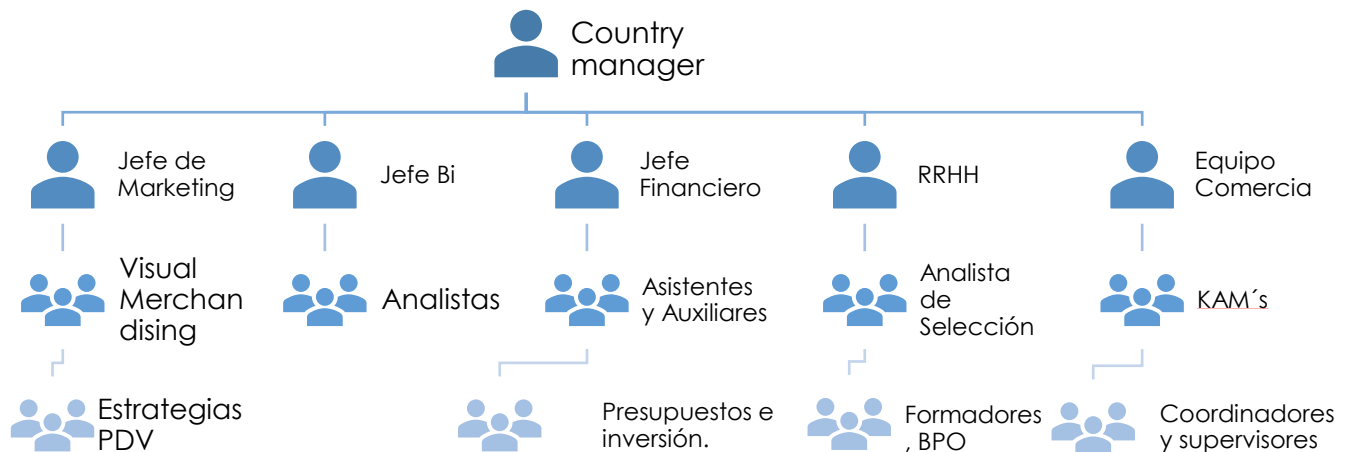 Country
manager
Jefe de
Marketing
Jefe Bi
Jefe
Financiero
RRHH
Equipo
Comercia
Visual
Merchan
dising
Analistas
Asistentes
y Auxiliares
Analista
de
Selección
KAM´s
Estrategias
PDV
Presupuestos e
inversión.
Formadores
, BPO
Coordinadores
y supervisores